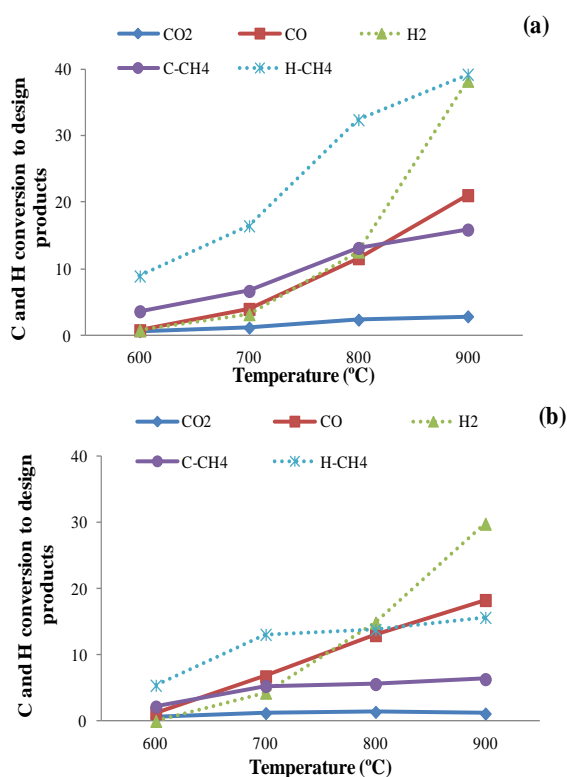 (a)
CO2 CO H2
C-CH4 H-CH4
C and H conversion to design
products
40
30
20
10
0
600 700 800 900
Temperature (ºC)
(b)
CO2 CO H2
C-CH4 H-CH4
C and H conversion to design
products
40
30
20
10
0
600 700 800 900
Temperature (ºC)